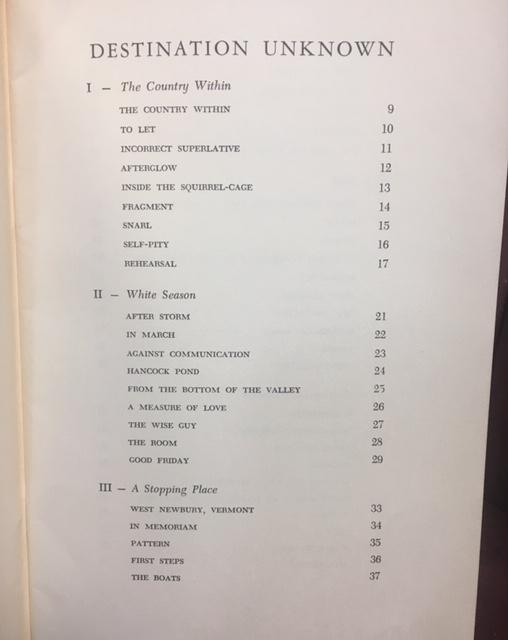 DESTINATION UNKNOWN
I — The Country Within
THE COUNTRY WITHIN 9
TO LET 10
INCORRECT SUPERLATIVE 11
AFTERGLOW 12
INSIDE THE SQUIRREL-CAGE 13
FRAGMENT 14
SNARL 15
SELF-PITY 16
REHEARSAL 17
II — White Season
AFTER STORM 21
IN MARCH 22
AGAINST COMMUNICATION 23
HANCOCK POND 24
FROM THE BOTTOM OF THE VALLEY 25
A MEASURE OF LOVE 26
THE WISE GUY 27
THE ROOM 28
GOOD FRIDAY 29
III — A Stopping Place
WEST NEWBURY, VERMONT 33
IN MEMORIAM 34
PATTERN 35
FIRST STEPS 36
THE BOATS 37